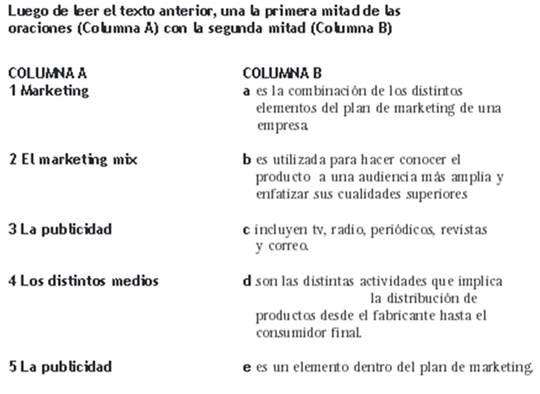 Luego de leer el texto anterior, una la primera mitad de las
oraciones (Columna A) con la segunda mitad (Columna B)
COLUMNA A COLUMNA B
1 Marketing a es la combinación de los distintos
elementos del plan de marketing de una
empresa.
2 El marketing mix b es utilizada para hacer conocer el
producto a una audiencia más amplia y
enfatizar sus cualidades superiores
3 La publicidad c incluyen tv, radio, periódicos, revistas
y correo.
4 Los distintos medios d son las distintas actividades que implica
la distribución de
productos desde el fabricante hasta el
consumidor final.
5 La publicidad e es un elemento dentro del plan de marketing.